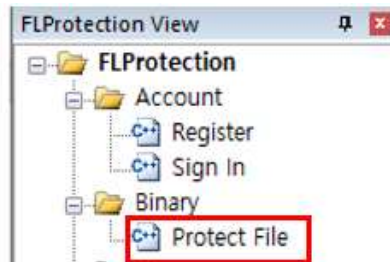 FLProtection View
FLProtection
Account
Register
Sign In
Binary
Protect File